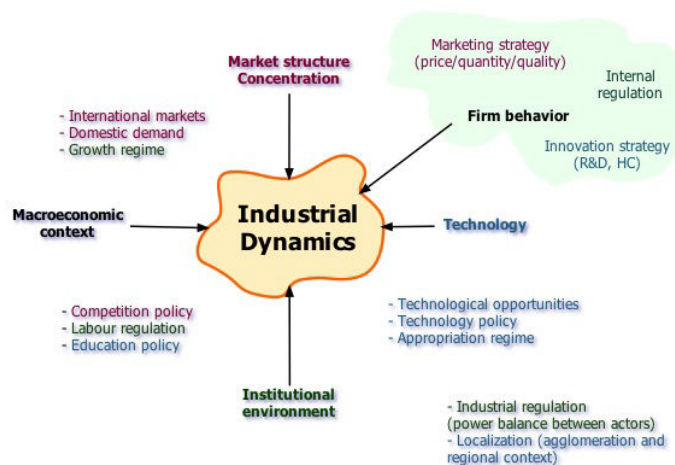 Market structure
Concentration
Marketing strategy
(price/quantity/quality)
Internal
regulation
Firm behavior
Innovation strategy
(R&D, HC)
- International markets
- Domestic demand
- Growth regime
Macroeconomic
context
Industrial
Dynamics
Technology
- Competition policy
- Labour regulation
- Education policy
- Technological opportunities
- Technology policy
- Appropriation regime
Institutional
environment
- Industrial regulation
(power balance between actors)
- Localization (agglomeration and
regional context)